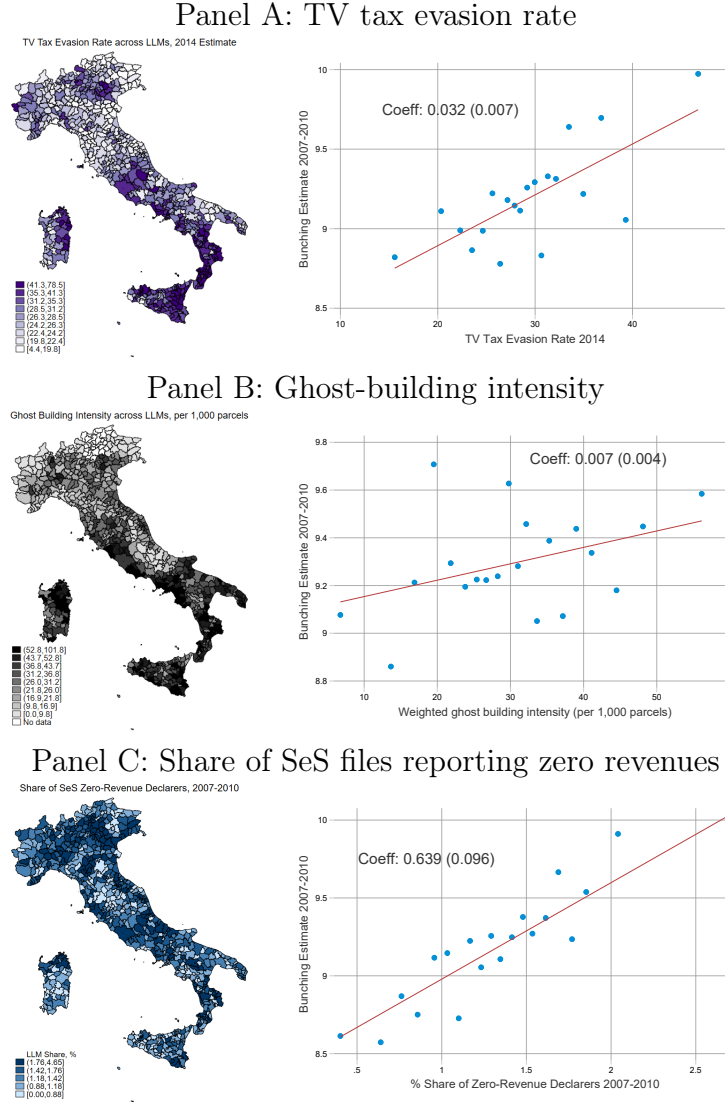 Panel A: TV tax evasion rate
TV Tax Evasion Rate across LLMs, 2014 Estimate
(41.3,78.5]
(35.3,41.3]
(31.2,35.3]
(28.5,31.2]
(26.3,28.5]
(24.2,26.3]
(22.4,24.2]
(19.8,22.4]
[4.4,19.8]
Bunching Estimate 2007-2010
10
9.5
9
8.5
Coeff: 0.032 (0.007)
10 20 30 40
TV Tax Evasion Rate 2014
Panel B: Ghost-building intensity
Ghost Building Intensity across LLMs, per 1,000 parcels
(52.8,101.8]
(43.7,52.8]
(36.8,43.7]
(31.2,36.8]
(26.0,31.2]
(21.8,26.0]
(16.9,21.8]
(9.8,16.9]
[0.0,9.8]
No data
Bunching Estimate 2007-2010
9.8
9.6
9.4
9.2
9
8.8
Coeff: 0.007 (0.004)
10 20 30 40 50
Weighted ghost building intensity (per 1,000 parcels)
Panel C: Share of SeS files reporting zero revenues
Share of SeS Zero-Revenue Declarers, 2007-2010
LLM Share, %
(1.76,4.65]
(1.42,1.76]
(1.18,1.42]
(0.88,1.18]
[0.00,0.88]
Bunching Estimate 2007-2010
10
9.5
9
8.5
Coeff: 0.639 (0.096)
.5 1 1.5 2 2.5
% Share of Zero-Revenue Declarers 2007-2010